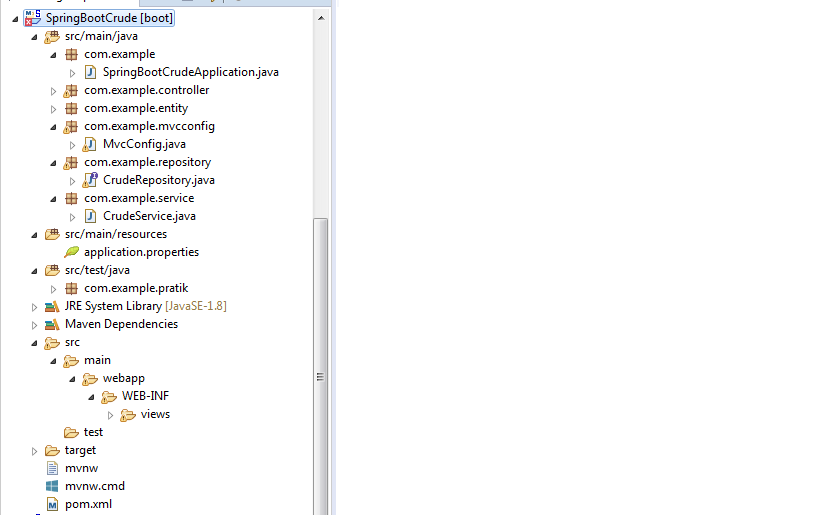 SpringBootCrude [boot]
src/main/java
com.example
SpringBootCrudeApplication.java
com.example.controller
com.example.entity
com.example.mvcconfig
MvcConfig.java
com.example.repository
CrudeRepository.java
com.example.service
CrudeService.java
src/main/resources
application.properties
src/test/java
com.example.pratik
JRE System Library [JavaSE-1.8]
Maven Dependencies
src
main
webapp
WEB-INF
views
test
target
mvnw
mvnw.cmd
pom.xml